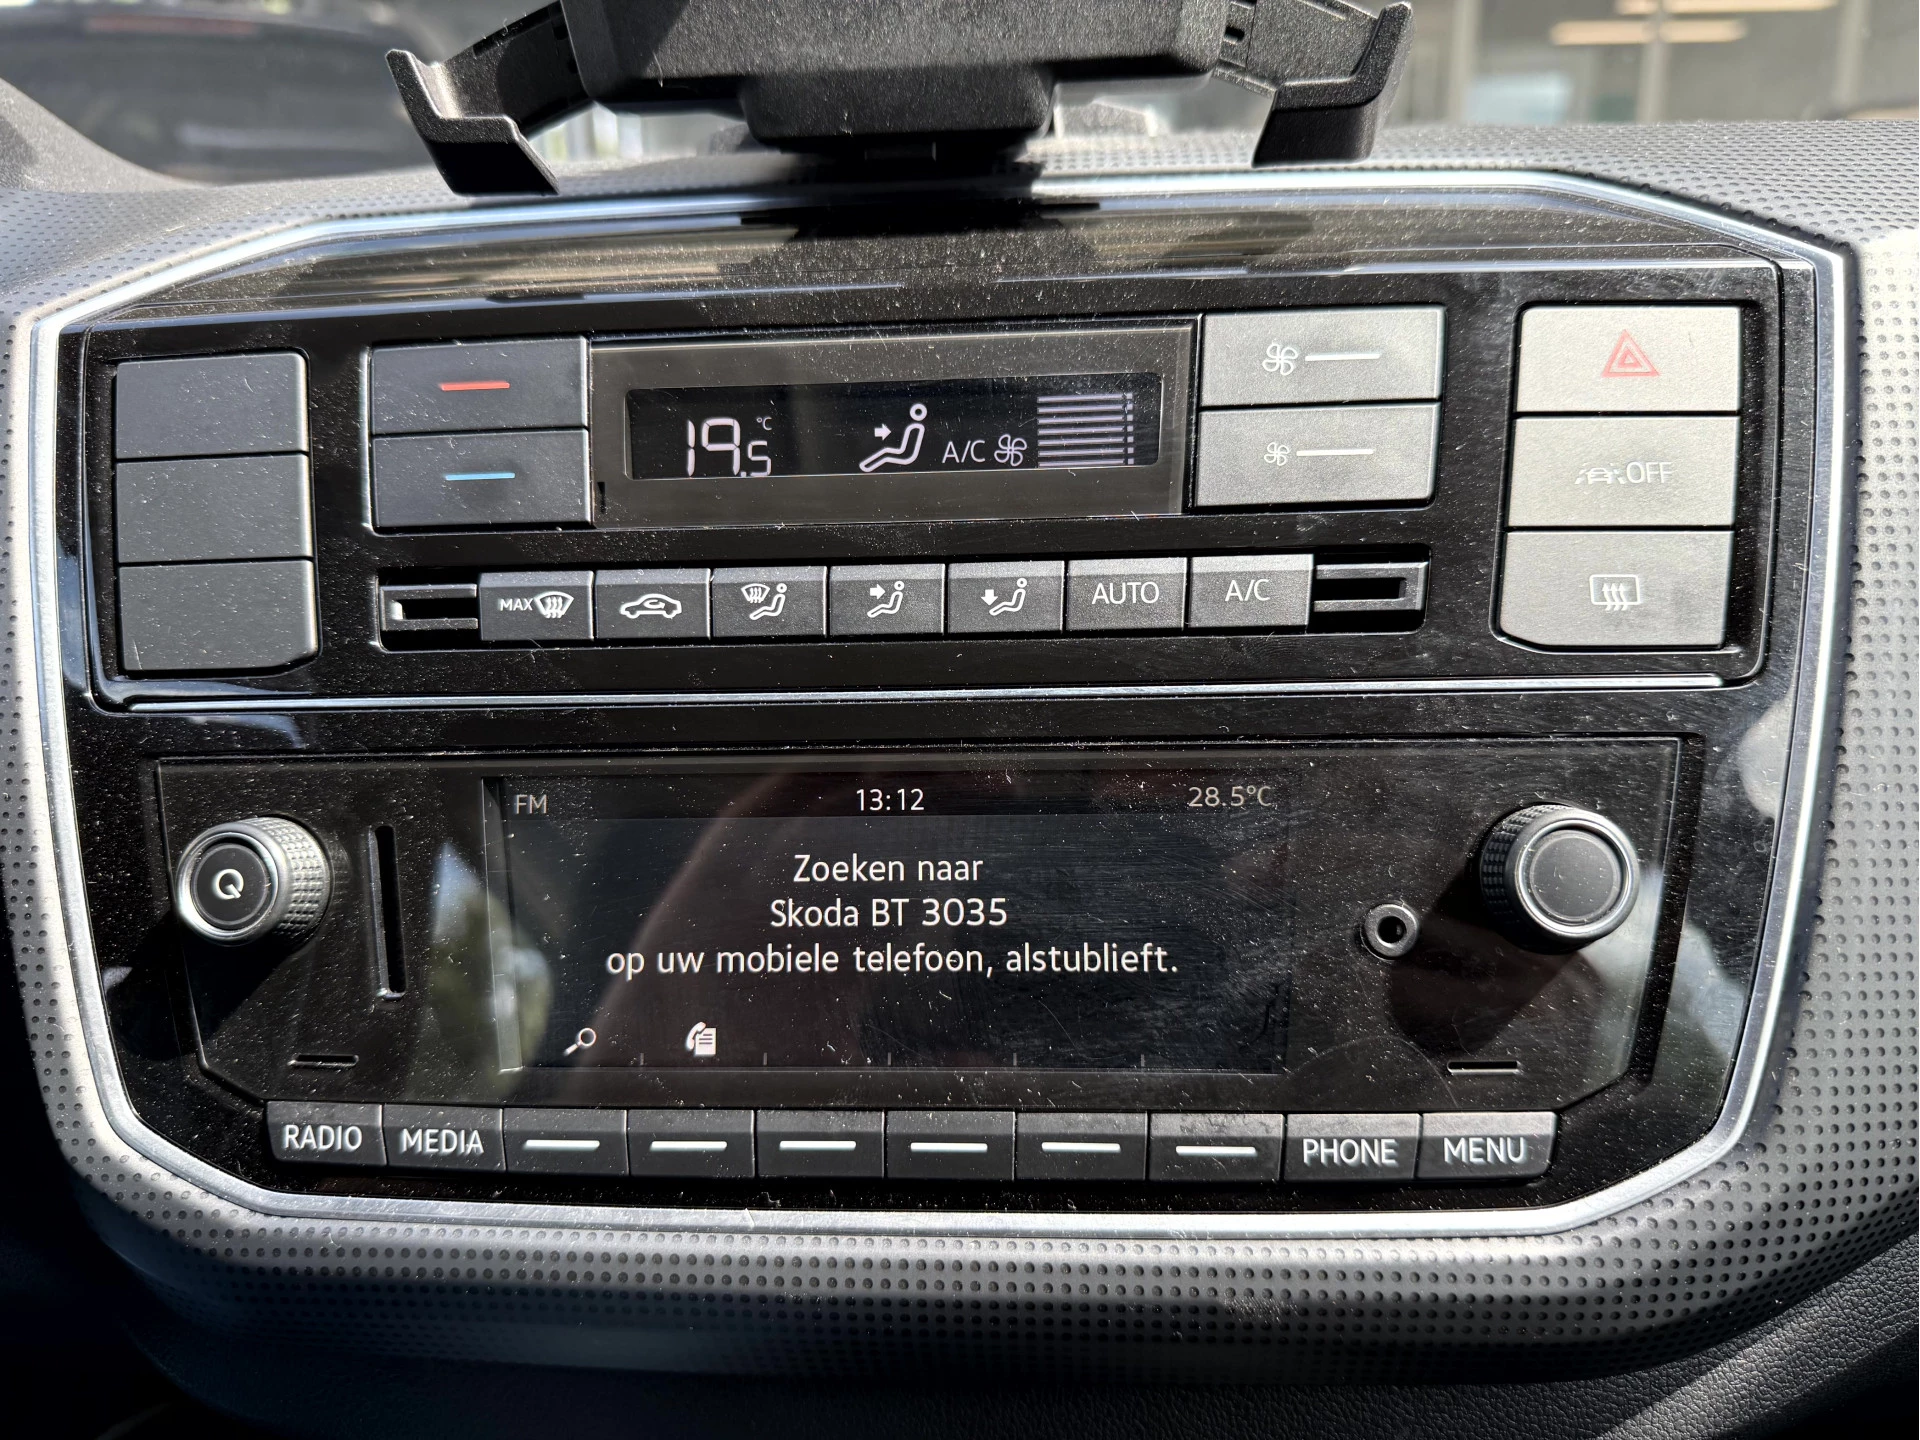 19.5 °C A/C
OFF
MAX AUTO A/C
FM 13:12 28.5°C
Zoeken naar
Skoda BT 3035
op uw mobiele telefoon, alstublieft.
RADIO MEDIA PHONE MENU